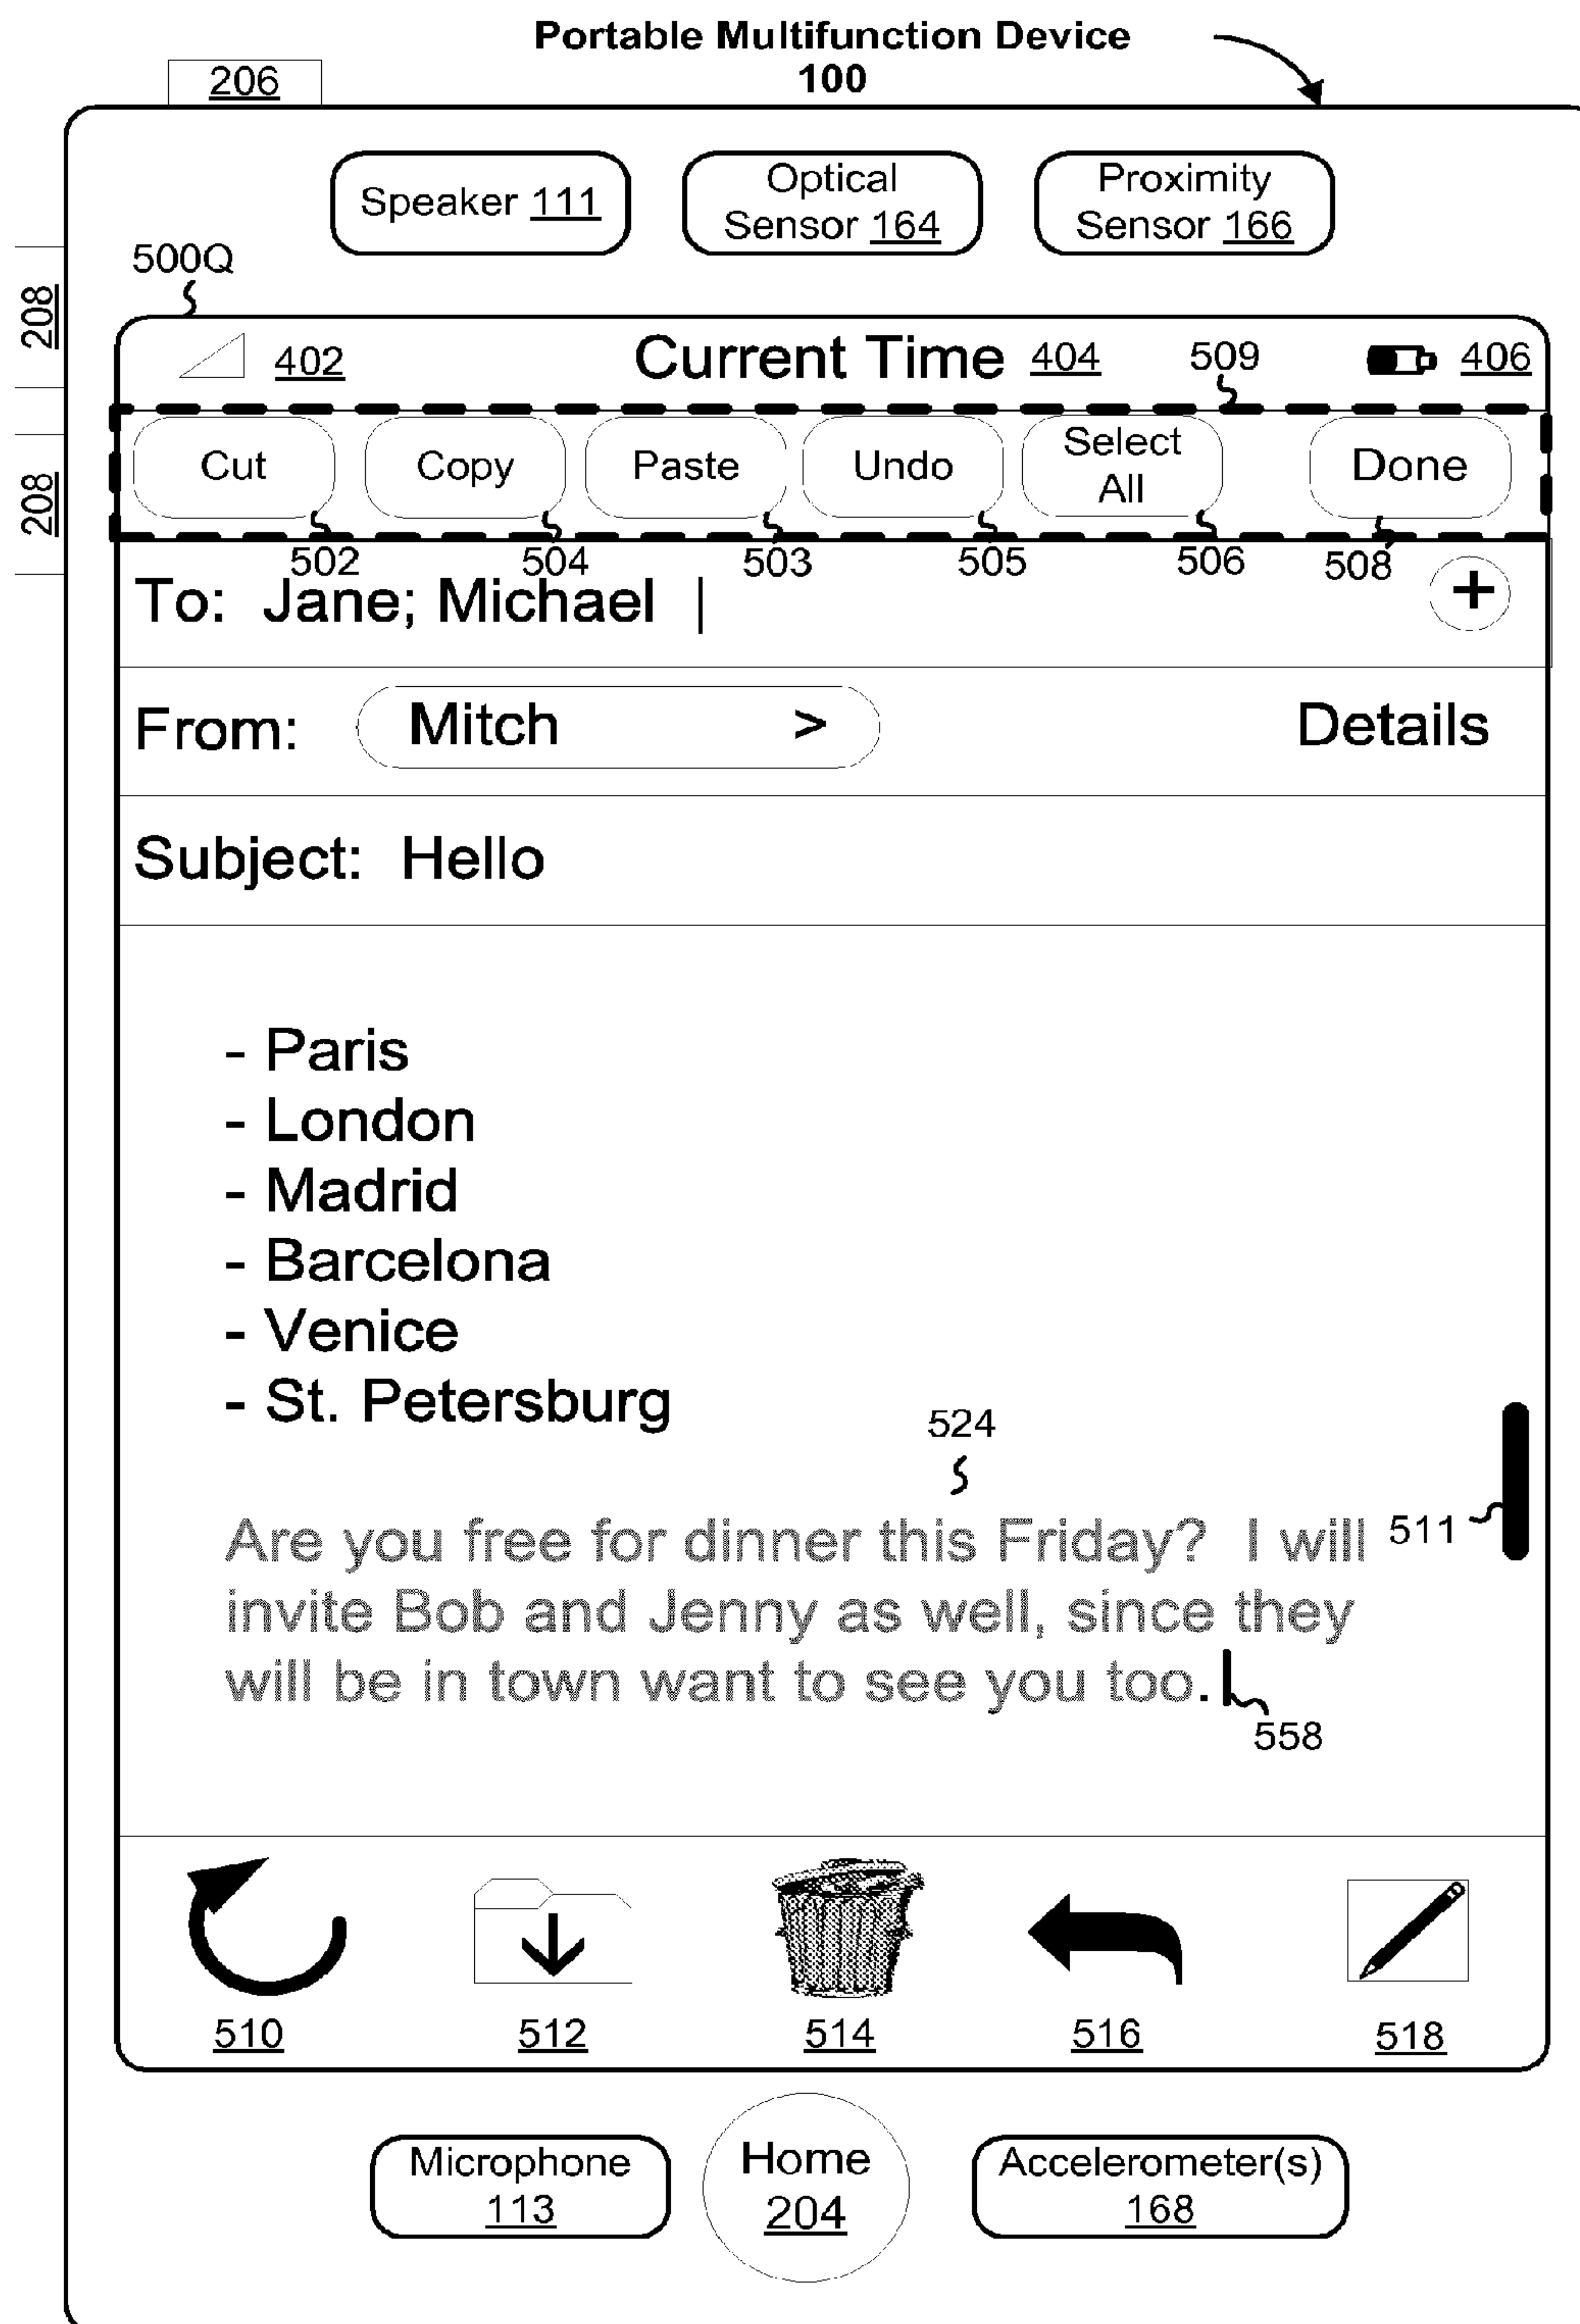 Portable Multifunction Device
100
206
Speaker 111
Optical
Sensor 164
Proximity
Sensor 166
208
208
500Q
402
Current Time 404
509
406
Cut
Copy
Paste
Undo
Select
All
Done
502
504
503
505
506
508
To: Jane; Michael
+
From: Mitch > Details
Subject: Hello
- Paris
- London
- Madrid
- Barcelona
- Venice
- St. Petersburg
524
Are you free for dinner this Friday? I will
511
invite Bob and Jenny as well, since they
will be in town want to see you too.
558
510
512
514
516
518
Microphone
113
Home
204
Accelerometer(s)
168